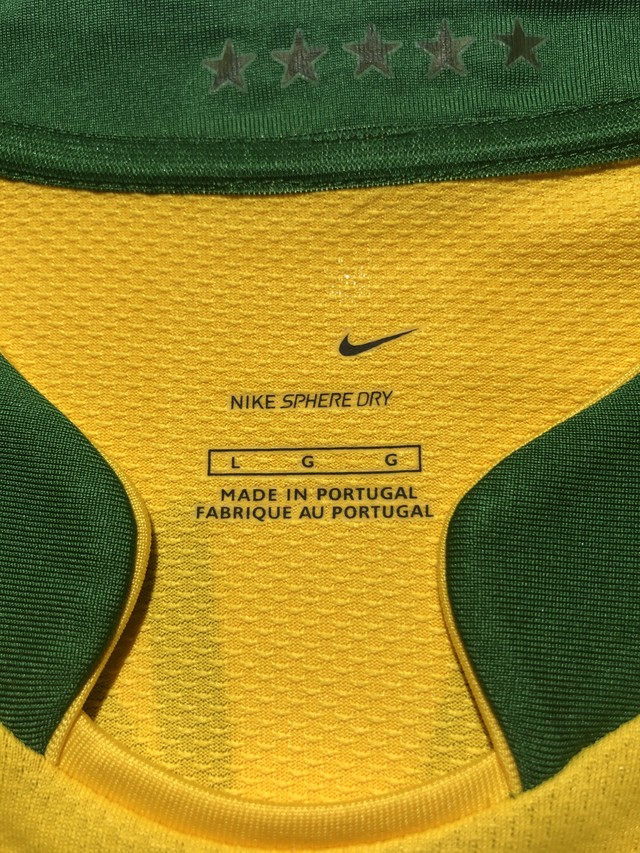 NIKE SPHERE DRY
L G G
MADE IN PORTUGAL
FABRIQUE AU PORTUGAL